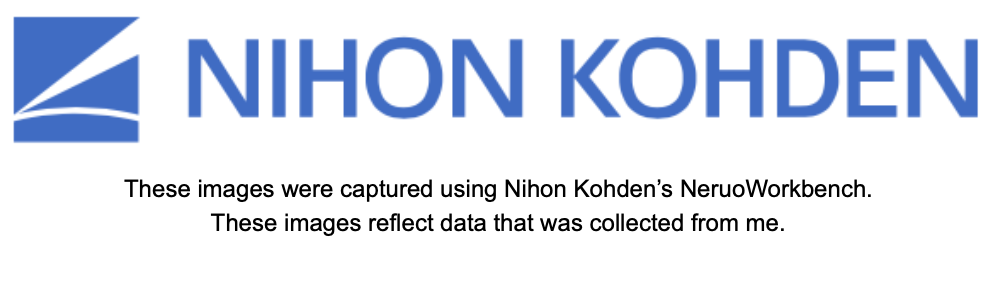 NIHON KOHDEN
These images were captured using Nihon Kohden’s NeruoWorkbench.
These images reflect data that was collected from me.